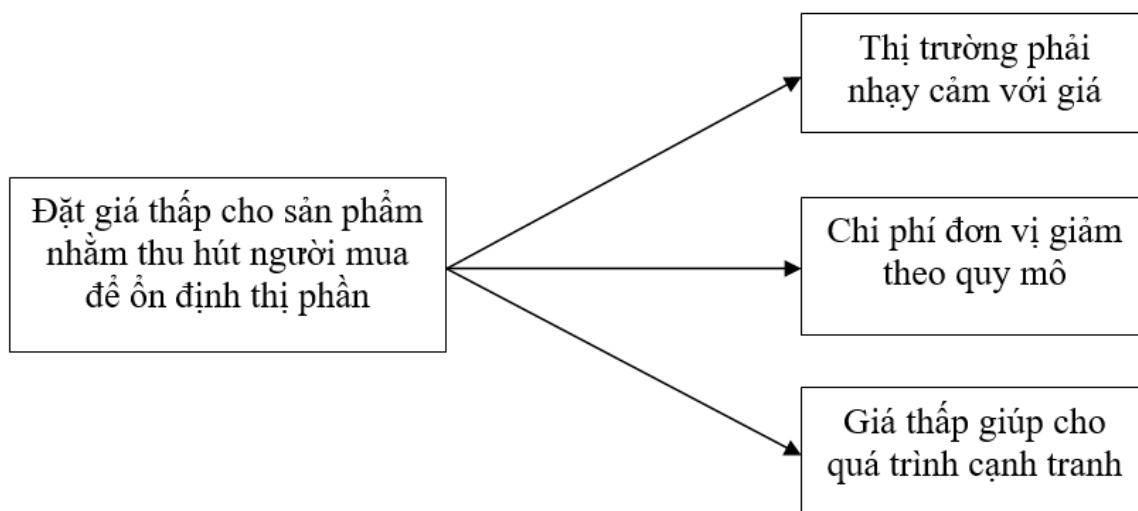 Thị trường phải
nhạy cảm với giá
Đặt giá thấp cho sản phẩm
nhằm thu hút người mua
để ổn định thị phần
Chi phí đơn vị giảm
theo quy mô
Giá thấp giúp cho
quá trình cạnh tranh